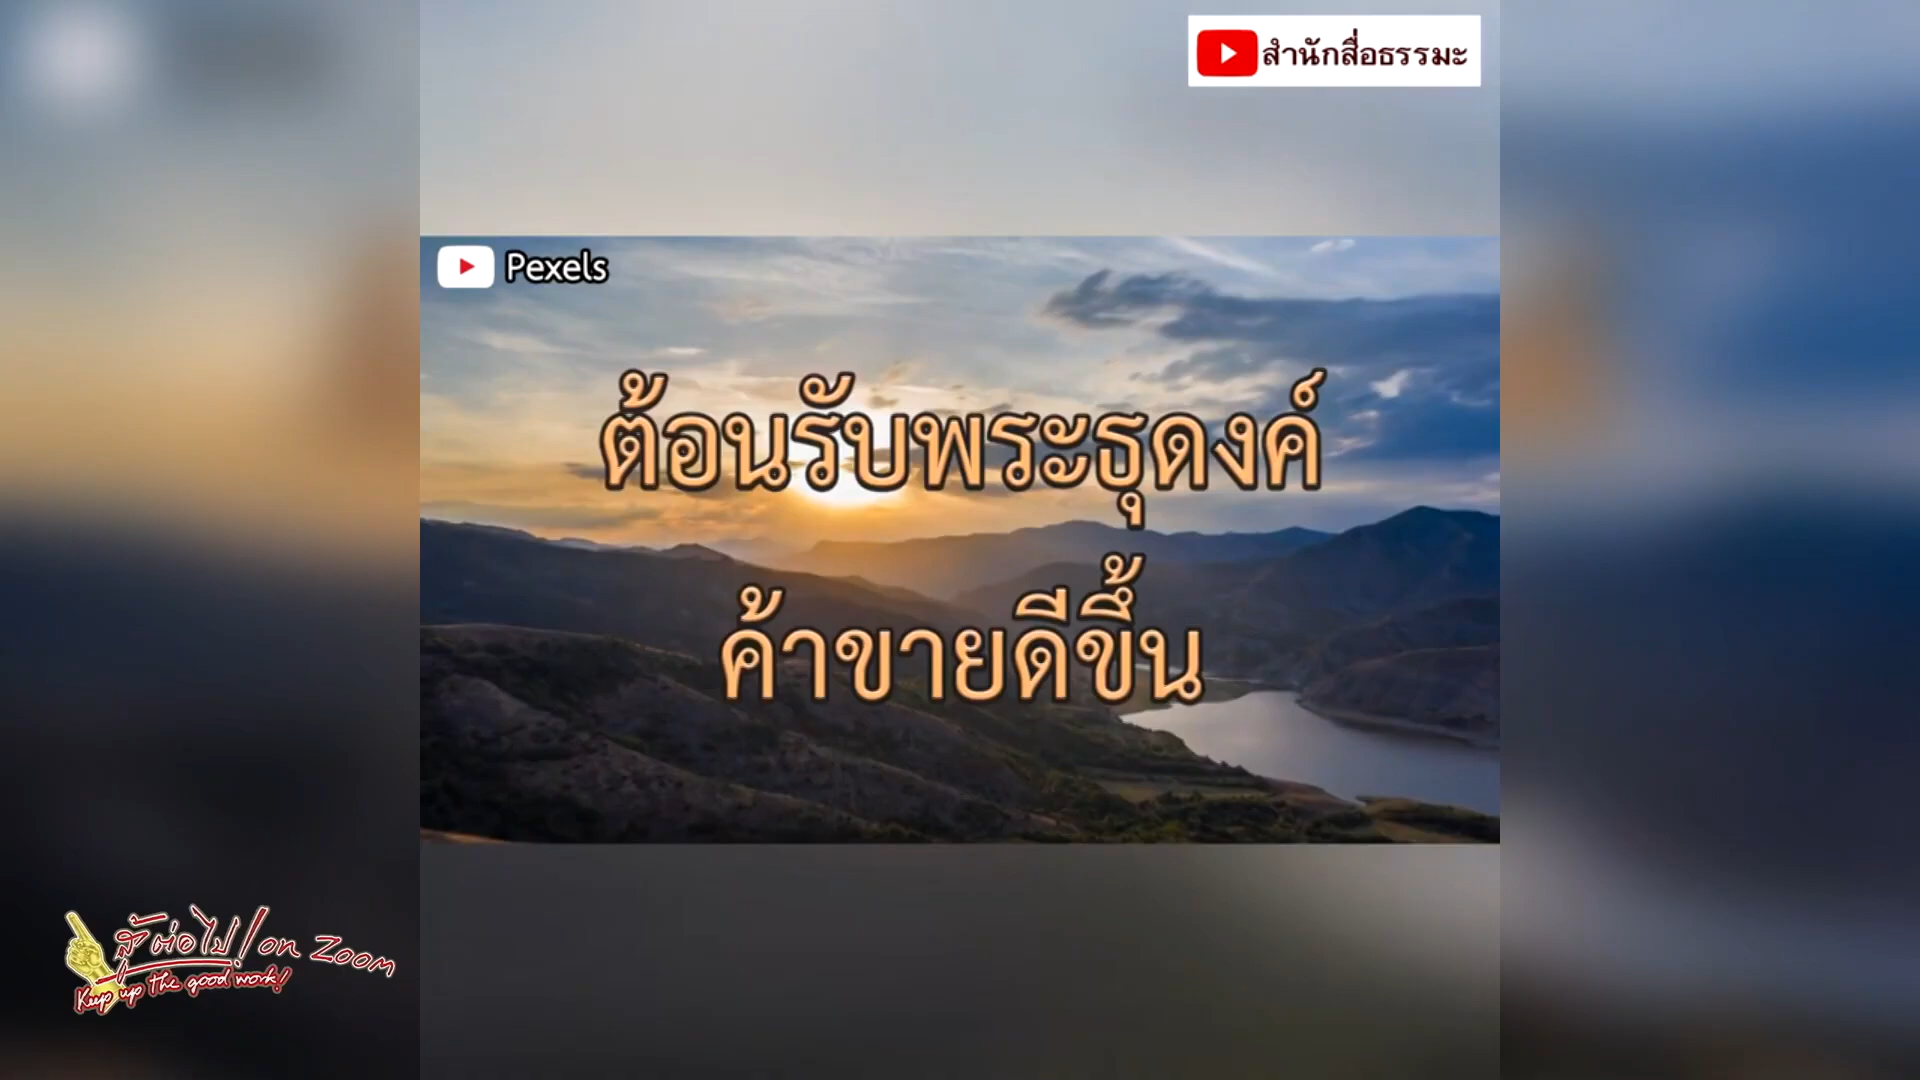 สำนักสื่อธรรมะ
Pexels
ต้อนรับพระธุดงค์
ค้าขายดีขึ้น
สู้ต่อไป! on Zoom
Keep up the good work!